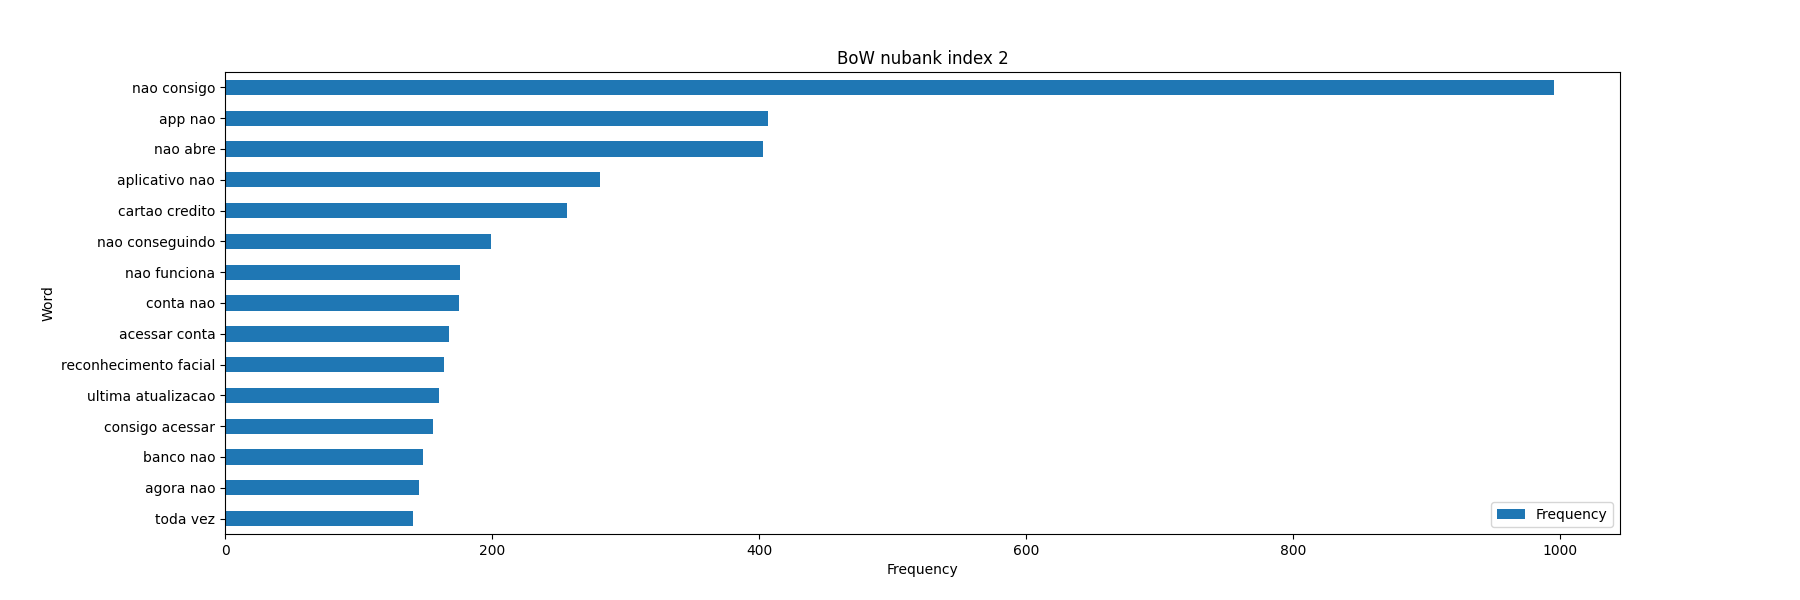 BoW nubank index 2
nao consigo
app nao
nao abre
aplicativo nao
cartao credito
nao conseguindo
nao funciona
conta nao
acessar conta
reconhecimento facial
ultima atualizacao
consigo acessar
banco nao
agora nao
toda vez
Word
0 200 400 600 800 1000
Frequency
Frequency